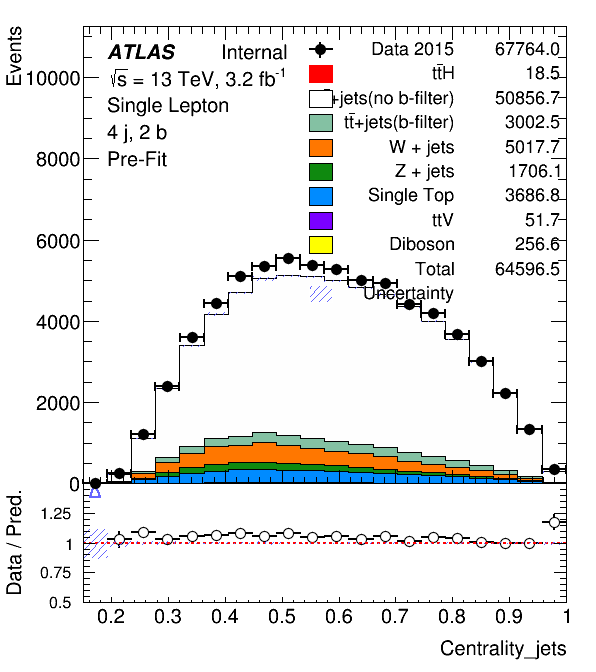 Events
10000
8000
6000
4000
2000
0
ATLAS Internal
√s = 13 TeV, 3.2 fb⁻¹
Single Lepton
4 j, 2 b
Pre-Fit
Data 2015 67764.0
tt̄H 18.5
+jets(no b-filter) 50856.7
tt̄+jets(b-filter) 3002.5
W + jets 5017.7
Z + jets 1706.1
Single Top 3686.8
ttV 51.7
Diboson 256.6
Total 64596.5
Uncertainty
Data / Pred.
1.25
1
0.75
0.5
0.2 0.3 0.4 0.5 0.6 0.7 0.8 0.9 1
Centrality_jets